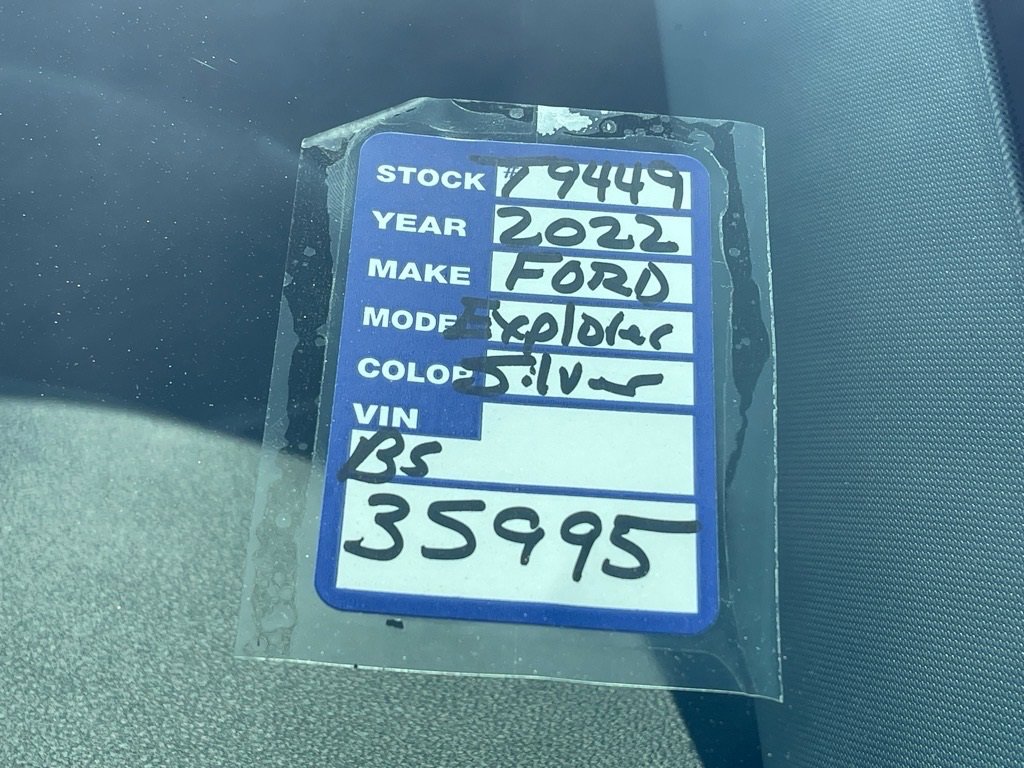 STOCK T9449
YEAR 2022
MAKE FORD
MODEL Explorer
COLOR Silver
VIN
BS
35995